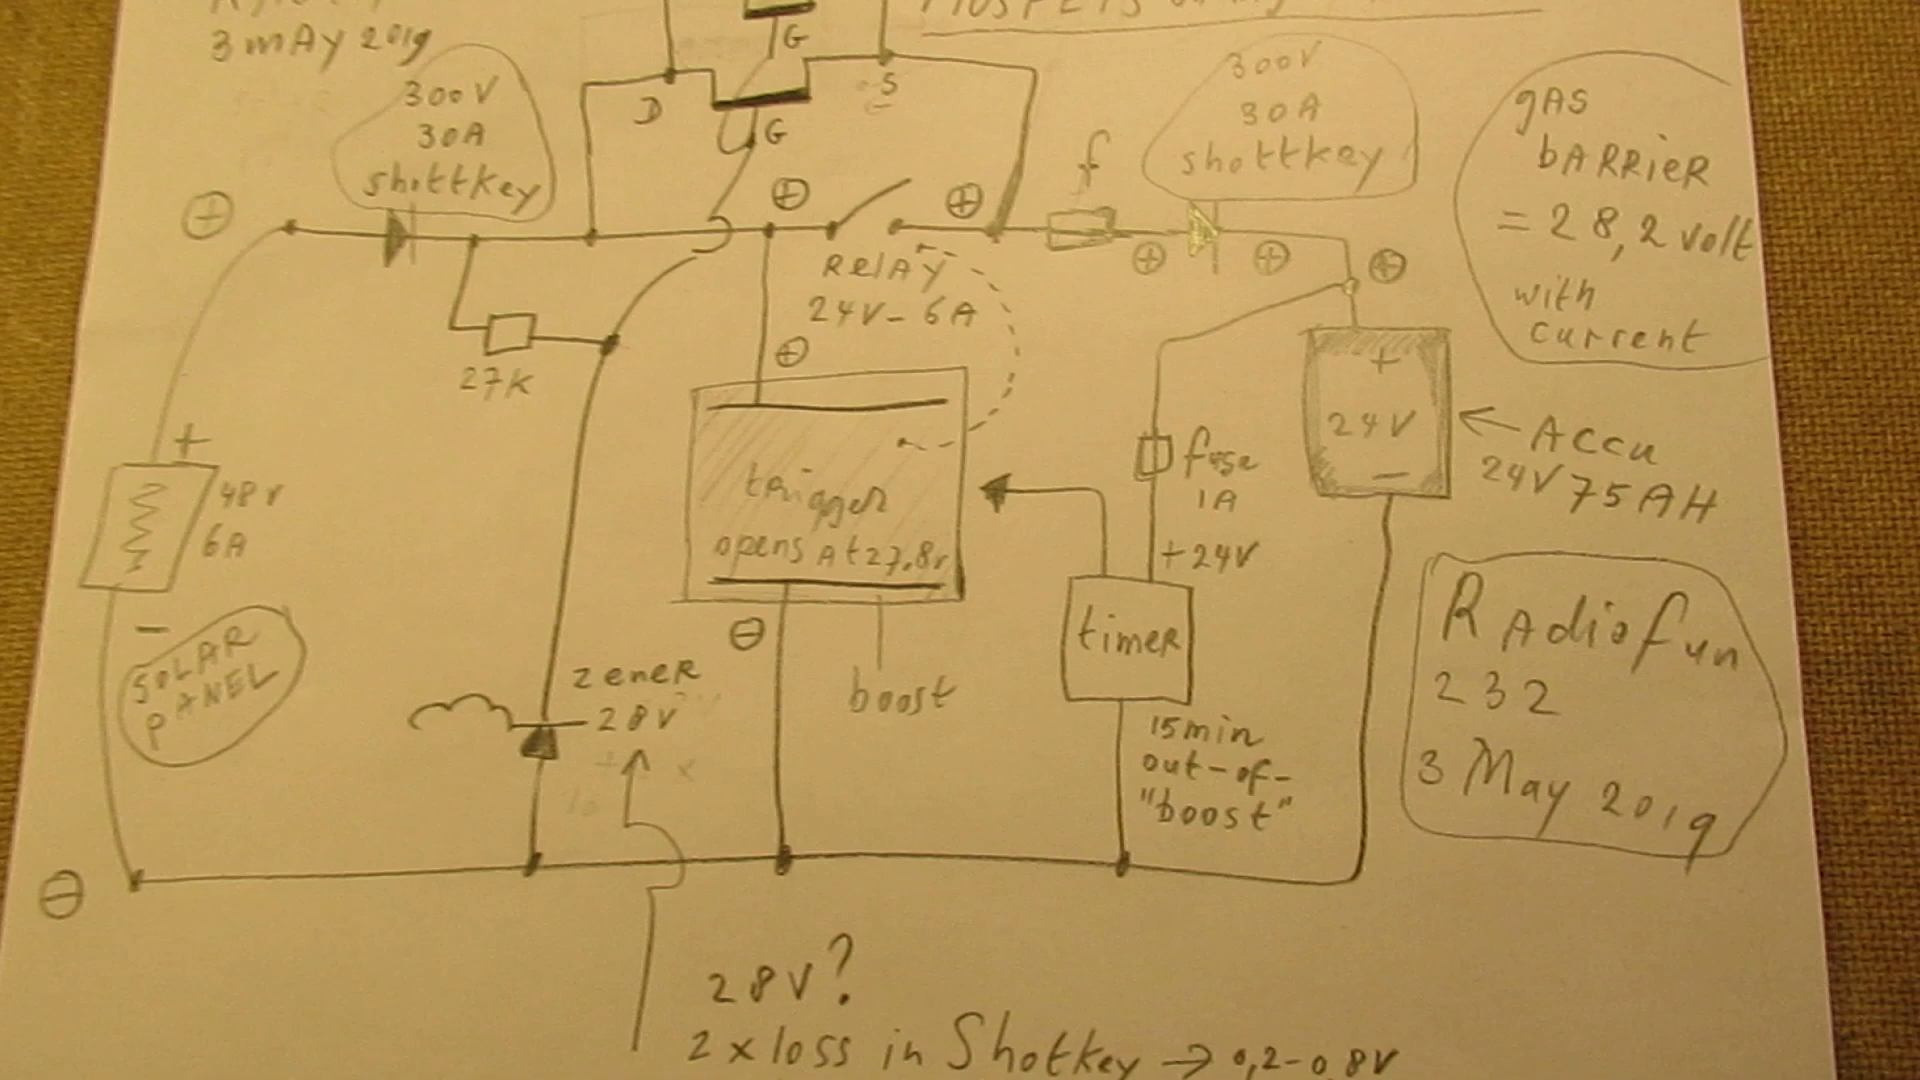 3 mAy 2019
MOSFETS
G
D
S
G
300V
30A
shottkey
f
300V
30A
shottkey
gAS
bARRieR
= 28,2 volt
with
current
⊕
⊕
⊕
⊕
⊕
⊕
RelAy
24V-6A
⊕
27K
+
48V
6A
-
SOLAR
PANEL
trigger
opens At 27.8V
⊖
boost
fuse
1A
+24V
timer
15min
out-of-
"boost"
+
24V
-
← Accu
24V 75AH
RAdiofun
232
3 May 2019
zener
28V
⊖
28V?
2 x loss in Shotkey → 0,2-0,8V